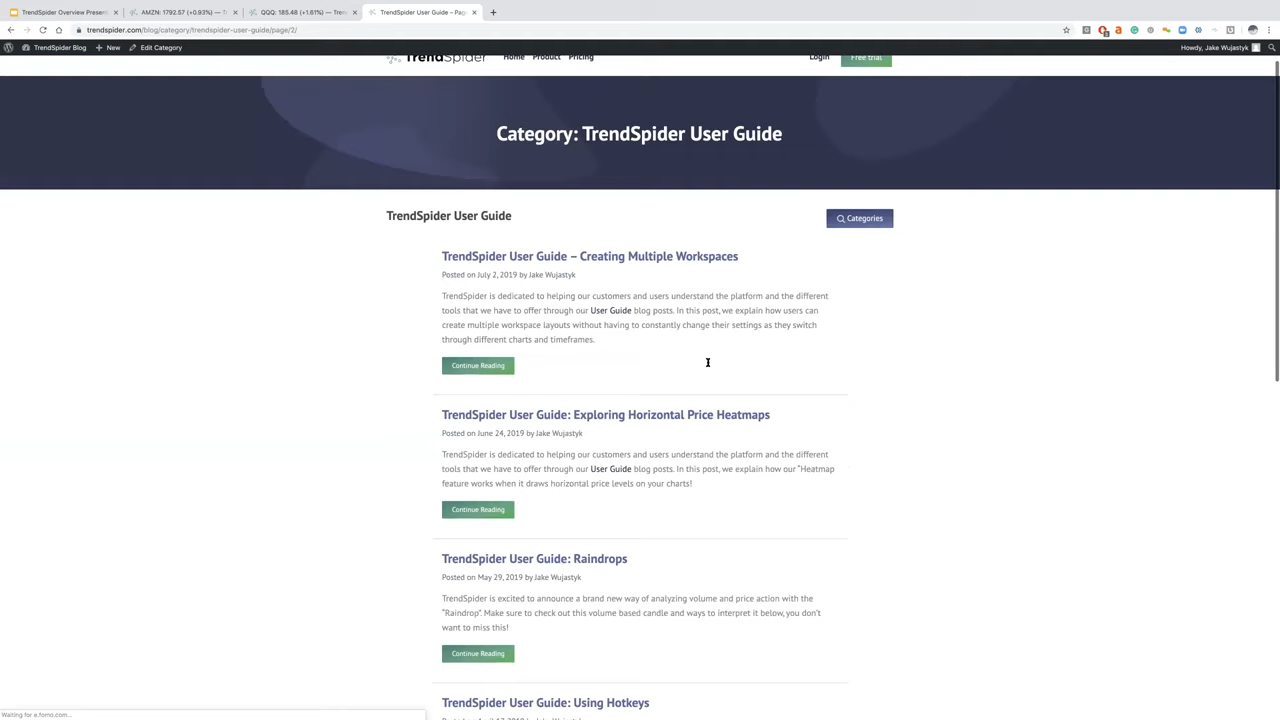 TrendSpider Overview Present
AMZN: 1792.57 (+0.93%) — T
QQQ: 185.46 (+1.61%) — Tren
TrendSpider User Guide – Pag
trendspider.com/blog/category/trendspider-user-guide/page/2/
TrendSpider Blog
New
Edit Category
Howdy, Jake Wujastyk
TrendSpider
Home
Product
Pricing
Login
Free trial
Category: TrendSpider User Guide
TrendSpider User Guide
Categories
TrendSpider User Guide – Creating Multiple Workspaces
Posted on July 2, 2019 by Jake Wujastyk
TrendSpider is dedicated to helping our customers and users understand the platform and the different
tools that we have to offer through our User Guide blog posts. In this post, we explain how users can
create multiple workspace layouts without having to constantly change their settings as they switch
through different charts and timeframes.
Continue Reading
TrendSpider User Guide: Exploring Horizontal Price Heatmaps
Posted on June 24, 2019 by Jake Wujastyk
TrendSpider is dedicated to helping our customers and users understand the platform and the different
tools that we have to offer through our User Guide blog posts. In this post, we explain how our “Heatmap
feature works when it draws horizontal price levels on your charts!
Continue Reading
TrendSpider User Guide: Raindrops
Posted on May 29, 2019 by Jake Wujastyk
TrendSpider is excited to announce a brand new way of analyzing volume and price action with the
“Raindrop”. Make sure to check out this volume based candle and ways to interpret it below, you don’t
want to miss this!
Continue Reading
TrendSpider User Guide: Using Hotkeys
Waiting for e.fomo.com...